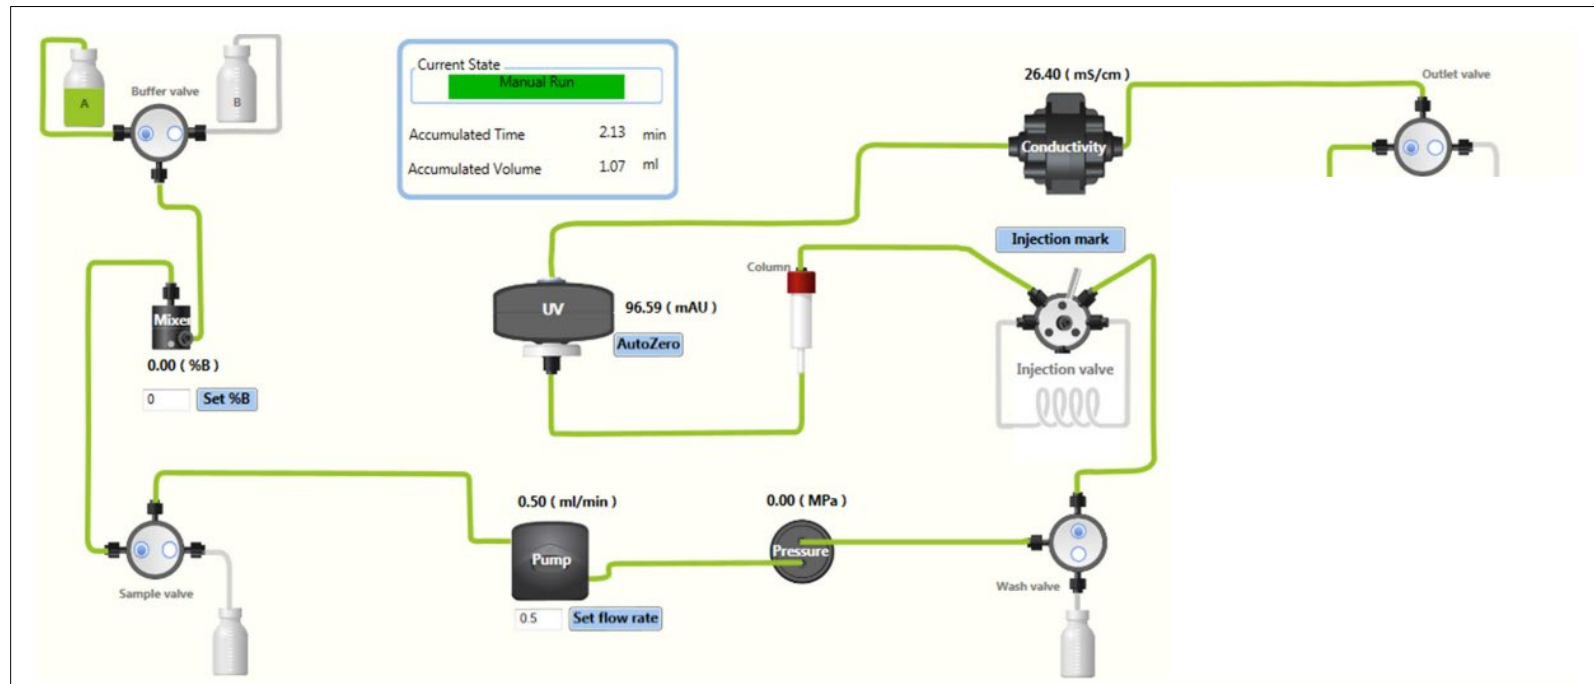 Current State
Manual Run
Accumulated Time 2.13 min
Accumulated Volume 1.07 ml
26.40 ( mS/cm )
Outlet valve
Buffer valve
A
B
Conductivity
Injection mark
Column
UV
96.59 ( mAU )
AutoZero
Mixer
0.00 ( %B )
0 Set %B
Injection valve
0.50 ( ml/min )
0.00 ( MPa )
Pump
Pressure
Sample valve
Wash valve
0.5 Set flow rate